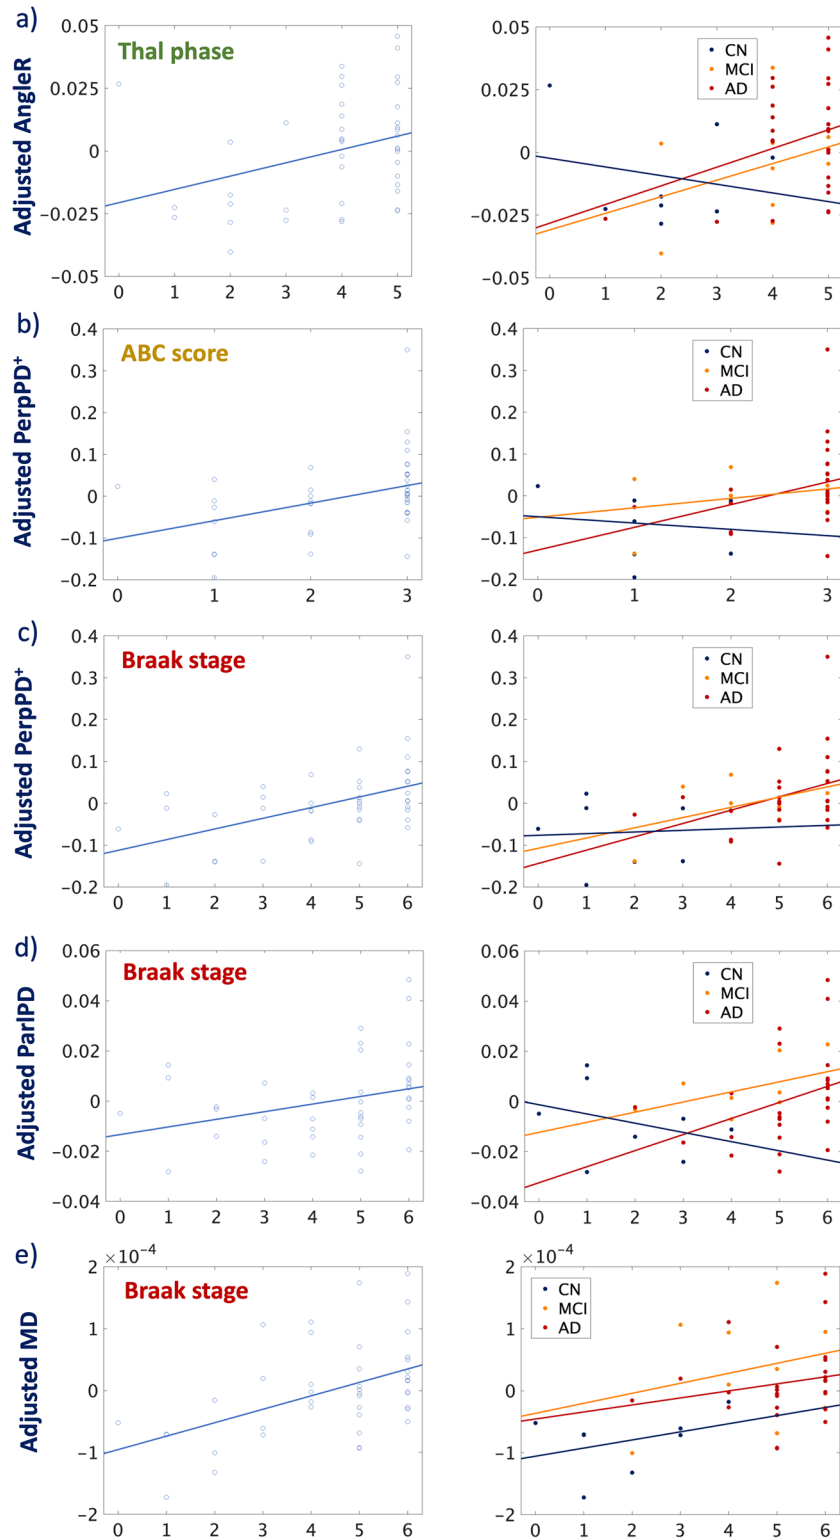 a)
Adjusted AngleR
Thal phase
0.05
0.025
0
−0.025
−0.05
0 1 2 3 4 5
CN
MCI
AD
0.05
0.025
0
−0.025
−0.05
0 1 2 3 4 5
b)
Adjusted PerpPD⁺
ABC score
0.4
0.3
0.2
0.1
0
−0.1
−0.2
0 1 2 3
CN
MCI
AD
0.4
0.3
0.2
0.1
0
−0.1
−0.2
0 1 2 3
c)
Adjusted PerpPD⁺
Braak stage
0.4
0.3
0.2
0.1
0
−0.1
−0.2
0 1 2 3 4 5 6
CN
MCI
AD
0.4
0.3
0.2
0.1
0
−0.1
−0.2
0 1 2 3 4 5 6
d)
Adjusted ParlPD
Braak stage
0.06
0.04
0.02
0
−0.02
−0.04
0 1 2 3 4 5 6
CN
MCI
AD
0.06
0.04
0.02
0
−0.02
−0.04
0 1 2 3 4 5 6
e)
Adjusted MD
×10⁻⁴
Braak stage
2
1
0
−1
−2
0 1 2 3 4 5 6
×10⁻⁴
CN
MCI
AD
2
1
0
−1
−2
0 1 2 3 4 5 6